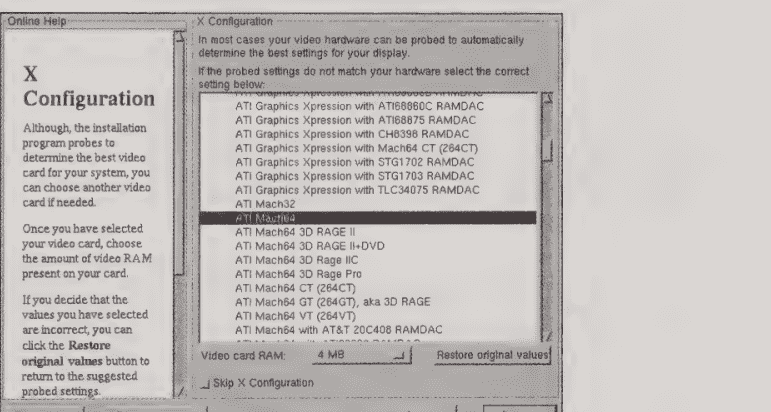 Online Help
X
Configuration
Although, the installation
program probes to
determine the best video
card for your system, you
can choose another video
card if needed.
Once you have selected
your video card, choose
the amount of video RAM
present on your card.
If you decide that the
values you have selected
are incorrect, you can
click the Restore
original values button to
return to the suggested
probed settings.
X Configuration
In most cases your video hardware can be probed to automatically
determine the best settings for your display.
If the probed settings do not match your hardware select the correct
setting below:
ATI Graphics Xpression with ATI68860C RAMDAC
ATI Graphics Xpression with ATI68875 RAMDAC
ATI Graphics Xpression with CH8398 RAMDAC
ATI Graphics Xpression with Mach64 CT (264CT)
ATI Graphics Xpression with STG1702 RAMDAC
ATI Graphics Xpression with STG1703 RAMDAC
ATI Graphics Xpression with TLC34075 RAMDAC
ATI Mach32
ATI Mach64
ATI Mach64 3D RAGE II
ATI Mach64 3D RAGE II+DVD
ATI Mach64 3D Rage IIC
ATI Mach64 3D Rage Pro
ATI Mach64 CT (264CT)
ATI Mach64 GT (264GT), aka 3D RAGE
ATI Mach64 VT (264VT)
ATI Mach64 with AT&T 20C408 RAMDAC
Video card RAM: 4 MB Restore original values
Skip X Configuration